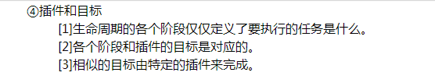 ④插件和目标
[1]生命周期的各个阶段仅仅定义了要执行的任务是什么。
[2]各个阶段和插件的目标是对应的。
[3]相似的目标由特定的插件来完成。